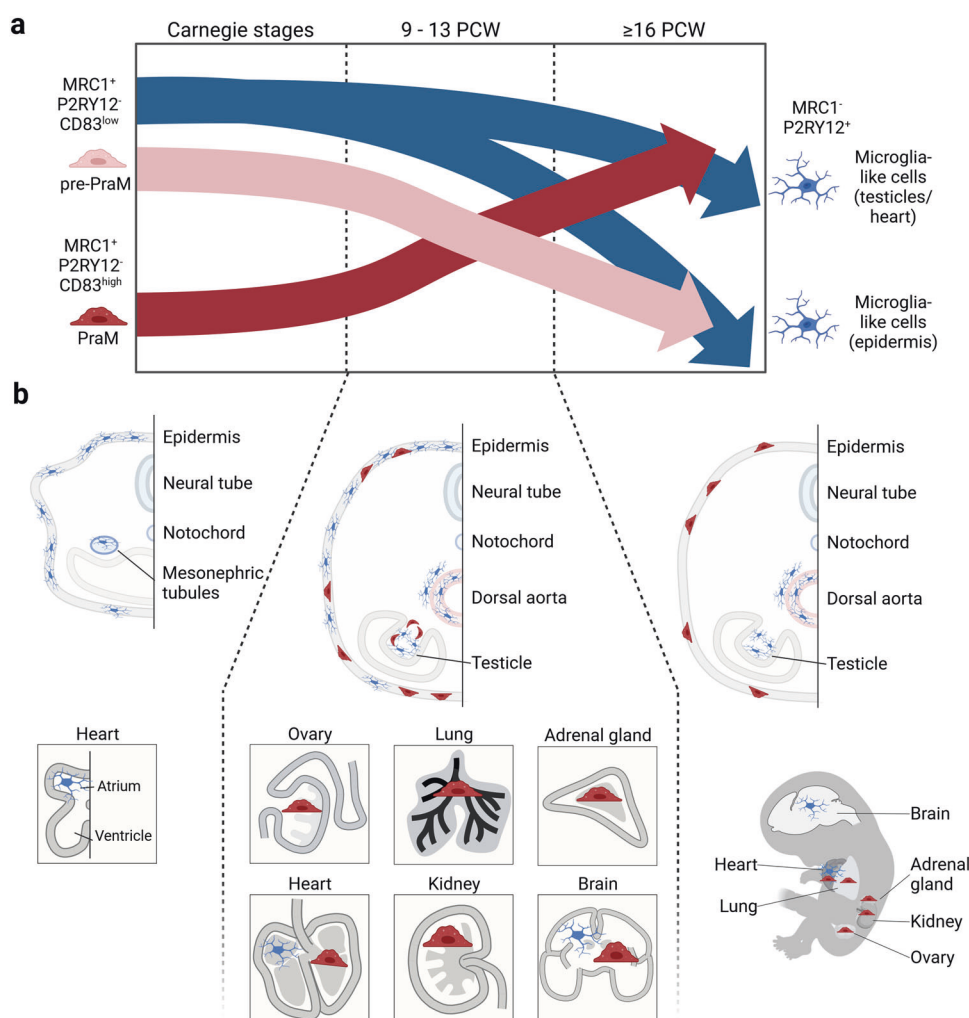 a
Carnegie stages
9 - 13 PCW
≥16 PCW
MRC1⁺
P2RY12⁻
CD83ˡᵒʷ
pre-PraM
MRC1⁺
P2RY12⁻
CD83ʰⁱᵍʰ
PraM
MRC1⁻
P2RY12⁺
Microglia-
like cells
(testicles/
heart)
Microglia-
like cells
(epidermis)
b
Epidermis
Neural tube
Notochord
Mesonephric
tubules
Epidermis
Neural tube
Notochord
Dorsal aorta
Testicle
Epidermis
Neural tube
Notochord
Dorsal aorta
Testicle
Heart
Atrium
Ventricle
Ovary
Lung
Adrenal gland
Heart
Kidney
Brain
Brain
Heart
Adrenal
gland
Lung
Kidney
Ovary